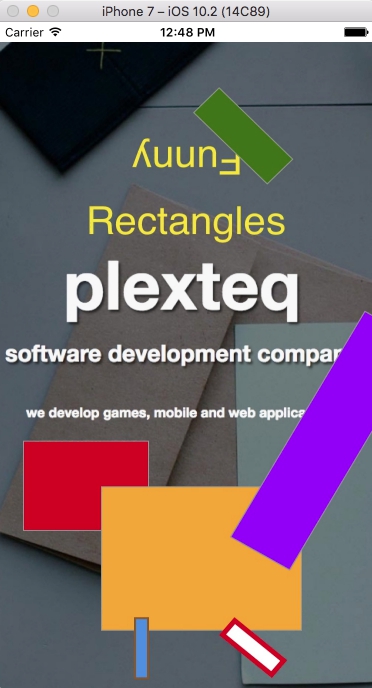 iPhone 7 – iOS 10.2 (14C89)
Carrier 12:48 PM
Funny
Rectangles
plexteq
software development compan
we develop games, mobile and web applica